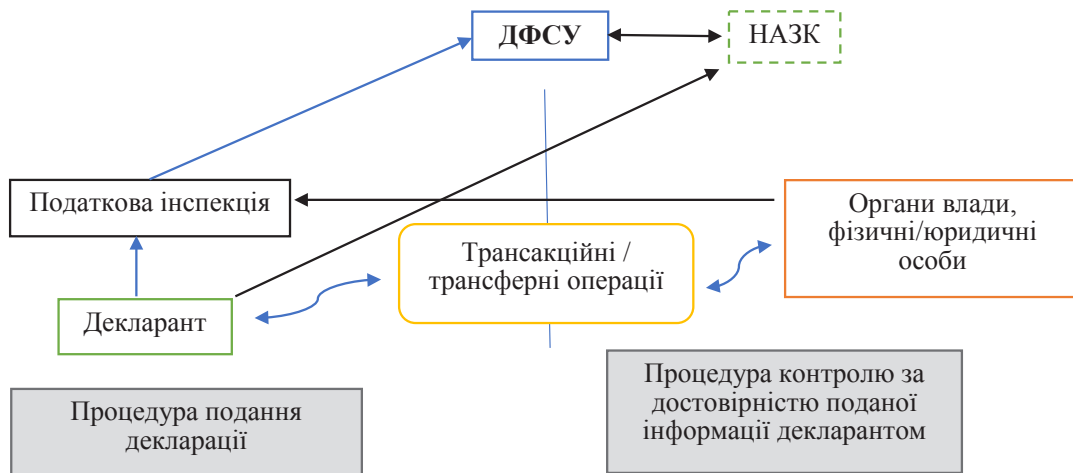 ДФСУ
НАЗК
Податкова інспекція
Органи влади,
фізичні/юридичні
особи
Трансакційні /
трансферні операції
Декларант
Процедура подання
декларації
Процедура контролю за
достовірністю поданої
інформації декларантом